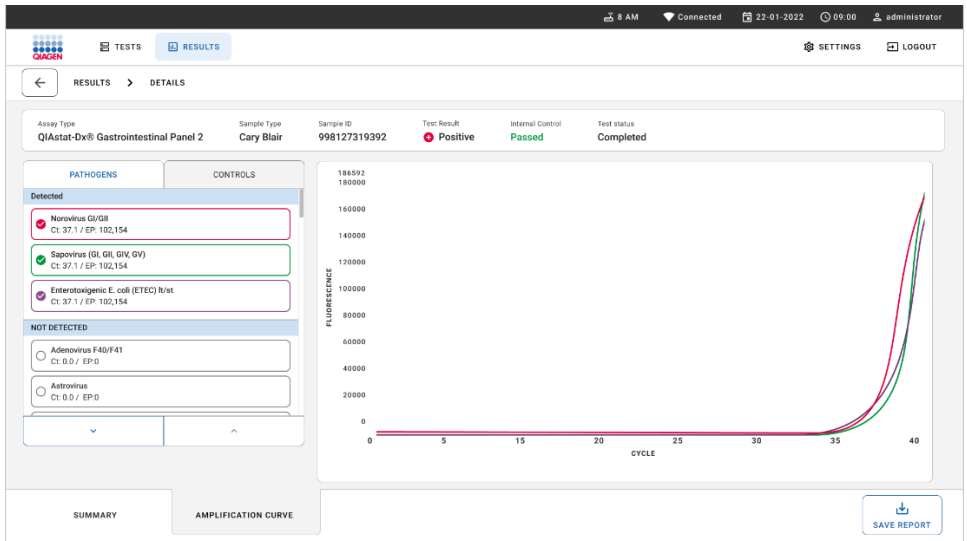 8 AM Connected 22-01-2022 09:00 administrator
QIAGEN TESTS RESULTS SETTINGS LOGOUT
RESULTS > DETAILS
Assay Type Sample Type Sample ID Test Result Internal Control Test status
QIAstat-Dx® Gastrointestinal Panel 2 Cary Blair 998127319392 Positive Passed Completed
PATHOGENS CONTROLS
Detected
Norovirus GI/GII
Ct: 37.1 / EP: 102,154
Sapovirus (GI, GII, GIV, GV)
Ct: 37.1 / EP: 102,154
Enterotoxigenic E. coli (ETEC) lt/st
Ct: 37.1 / EP: 102,154
NOT DETECTED
Adenovirus F40/F41
Ct: 0.0 / EP:0
Astrovirus
Ct: 0.0 / EP:0
186592
180000
160000
140000
120000
100000
80000
60000
40000
20000
0
FLUORESCENCE
0 5 15 20 25 30 35 40
CYCLE
SUMMARY AMPLIFICATION CURVE SAVE REPORT